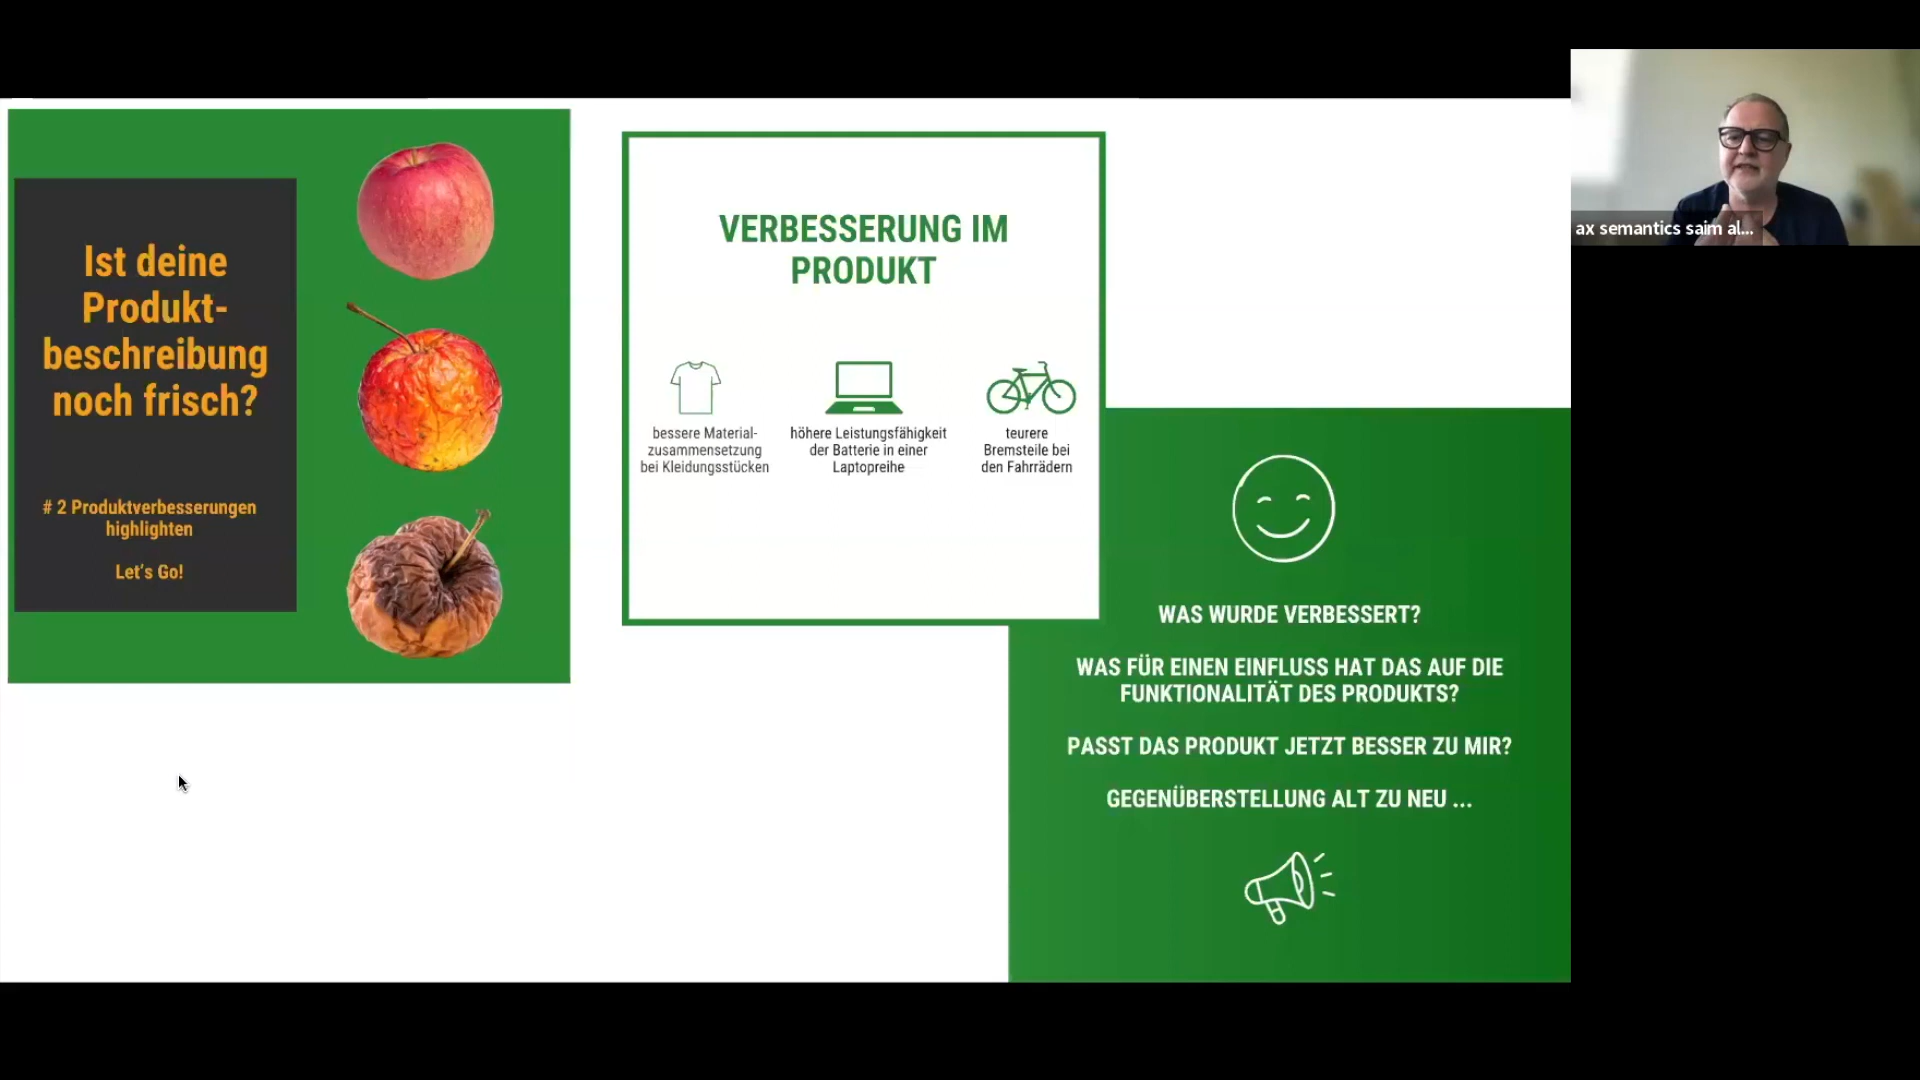 Ist deine
Produkt-
beschreibung
noch frisch?
# 2 Produktverbesserungen
highlighten
Let's Go!
VERBESSERUNG IM
PRODUKT
bessere Material-
zusammensetzung
bei Kleidungsstücken
höhere Leistungsfähigkeit
der Batterie in einer
Laptopreihe
teurere
Bremsteile bei
den Fahrrädern
WAS WURDE VERBESSERT?
WAS FÜR EINEN EINFLUSS HAT DAS AUF DIE
FUNKTIONALITÄT DES PRODUKTS?
PASST DAS PRODUKT JETZT BESSER ZU MIR?
GEGENÜBERSTELLUNG ALT ZU NEU ...
ax semantics saim al...